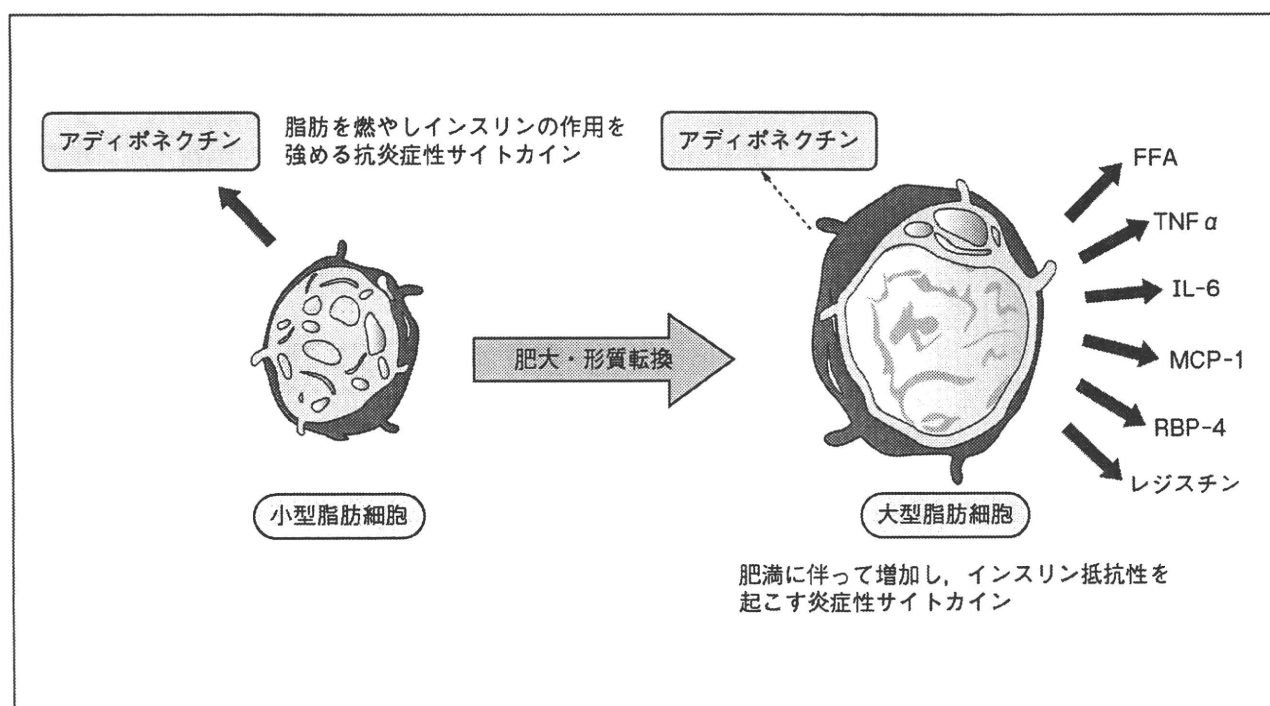 アディポネクチン
脂肪を燃やしインスリンの作用を
強める抗炎症性サイトカイン
アディポネクチン
FFA
TNFα
IL-6
MCP-1
RBP-4
レジスチン
肥大・形質転換
小型脂肪細胞
大型脂肪細胞
肥満に伴って増加し，インスリン抵抗性を
起こす炎症性サイトカイン